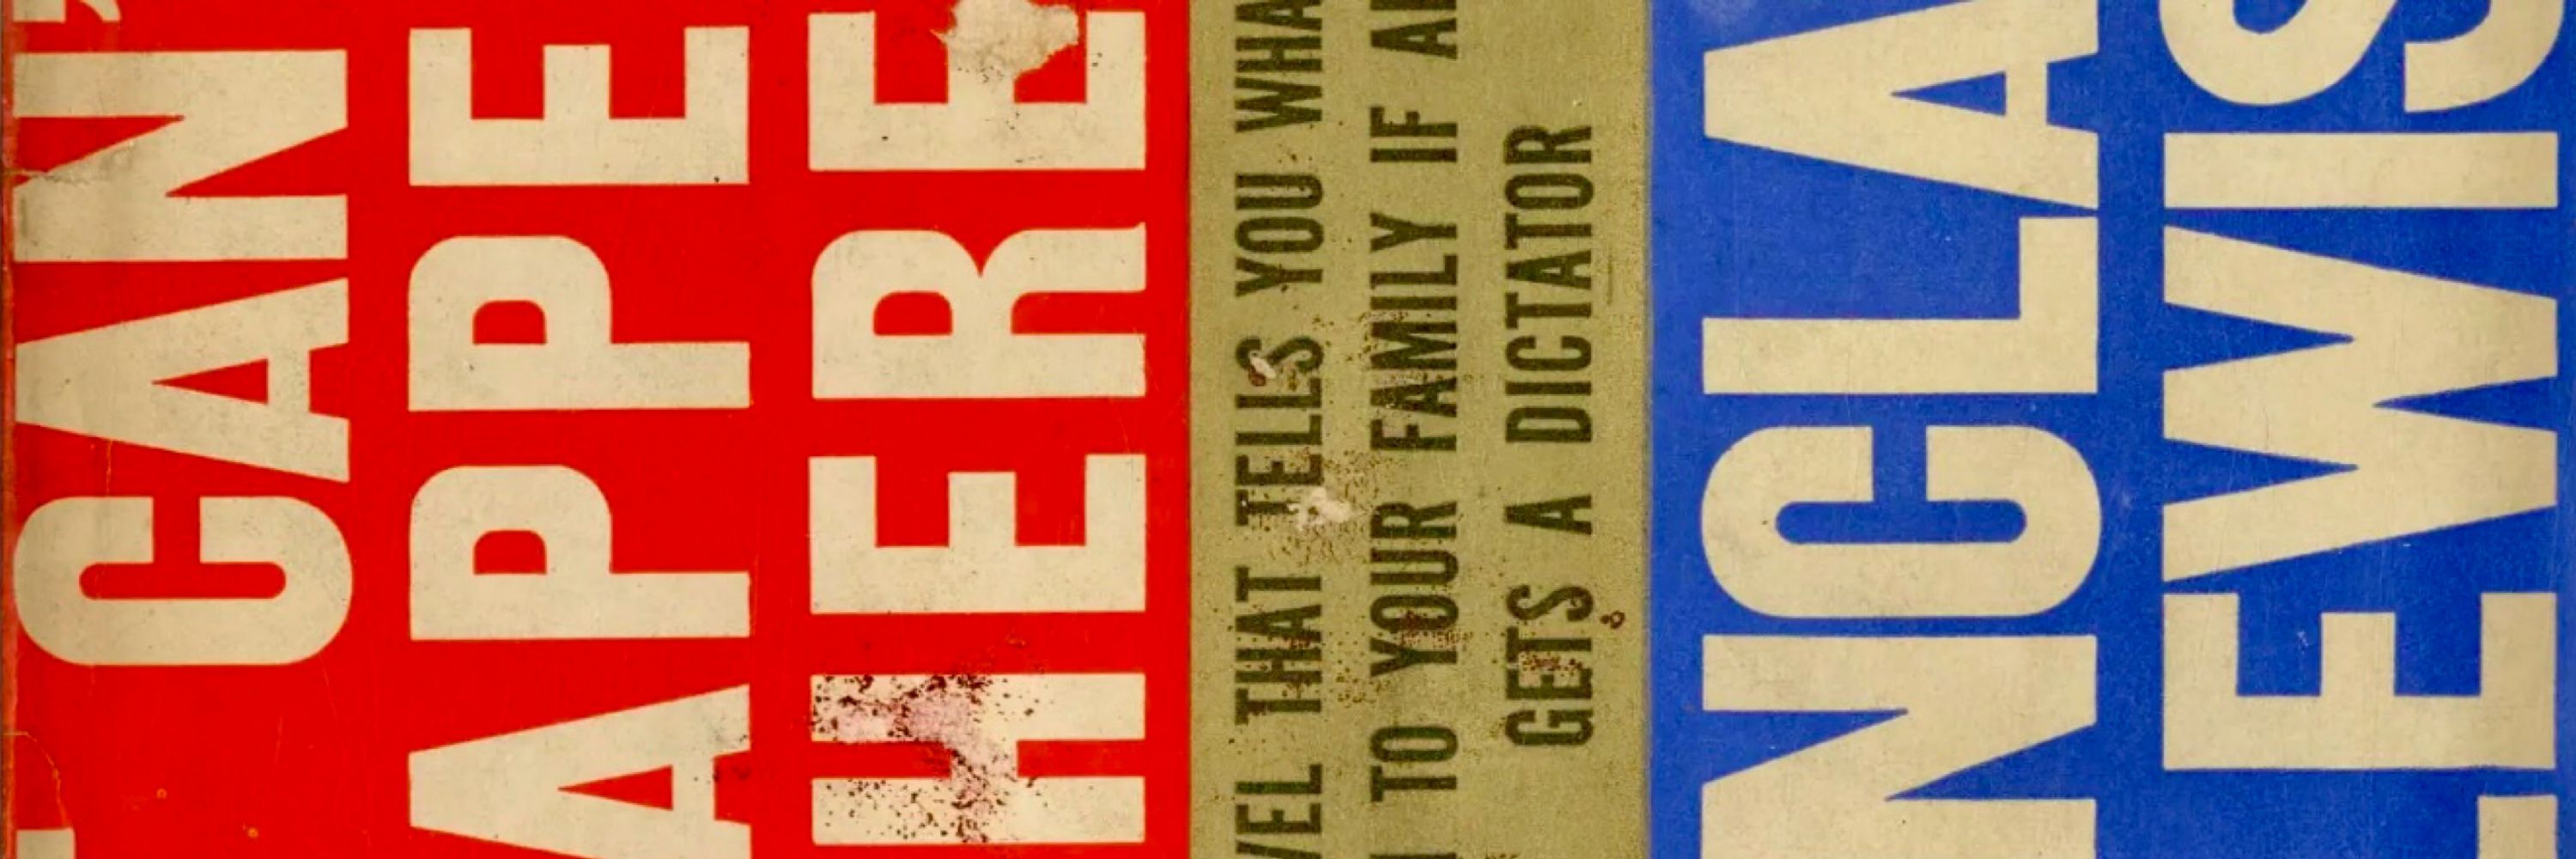 CAN'
APPE
HERE
VEL THAT TELLS YOU WHA
TO YOUR FAMILY IF A
GETS A DICTATOR
NCLA
EWIS